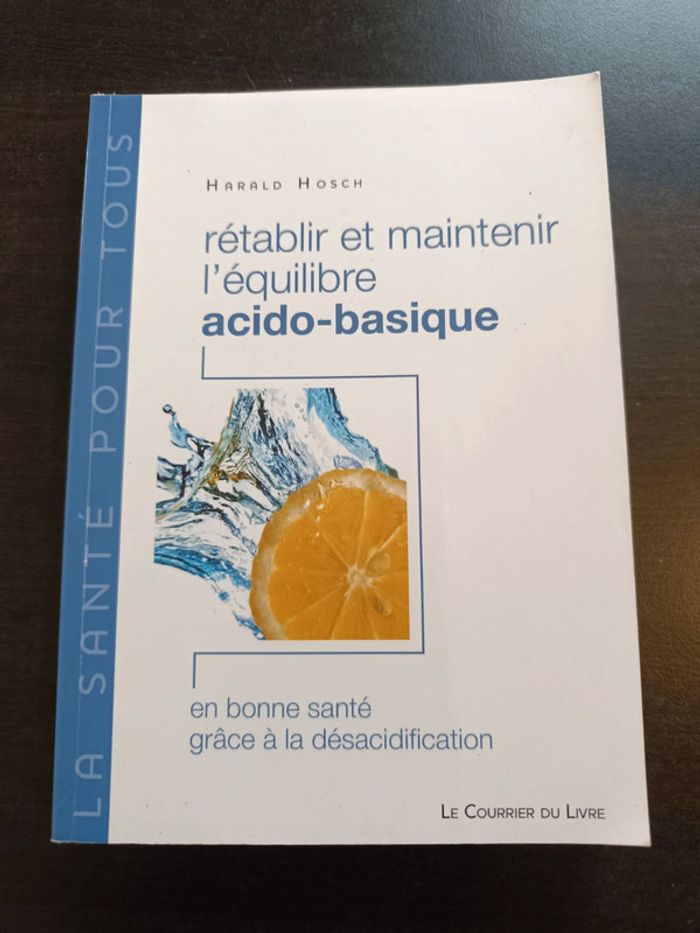 LA SANTÉ POUR TOUS
HARALD HOSCH
rétablir et maintenir
l'équilibre
acido-basique
en bonne santé
grâce à la désacidification
LE COURRIER DU LIVRE